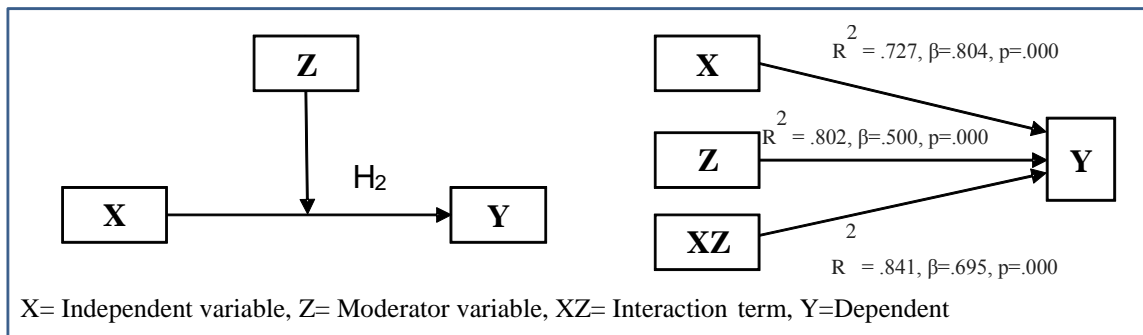 Z
H2
X
Y
X
R2 = .727, β=.804, p=.000
Z
R2 = .802, β=.500, p=.000
Y
XZ
R2 = .841, β=.695, p=.000
X= Independent variable, Z= Moderator variable, XZ= Interaction term, Y=Dependent